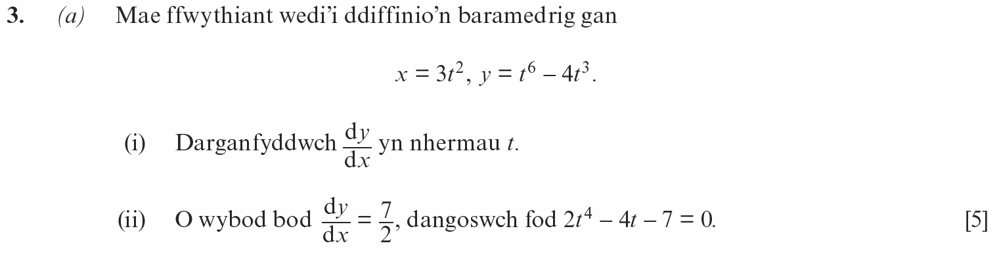 3. (a) Mae ffwythiant wedi'i ddiffinio'n baramedrig gan
x = 3t², y = t⁶ – 4t³.
(i) Darganfyddwch dy/dx yn nhermau t.
(ii) O wybod bod dy/dx = 7/2, dangoswch fod 2t⁴ – 4t – 7 = 0. [5]